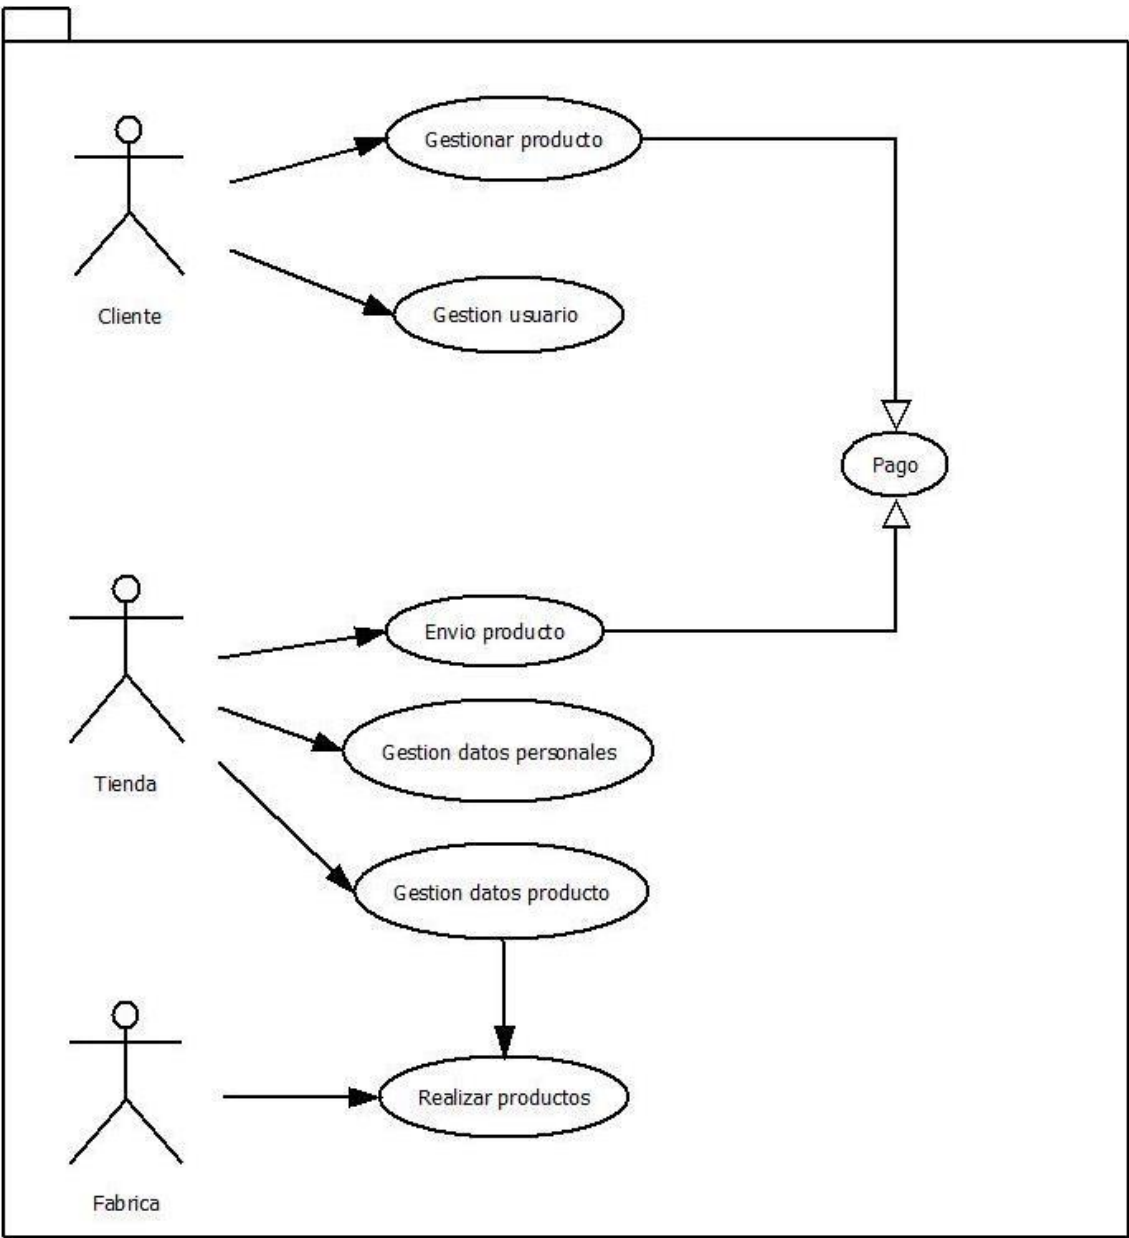 Gestionar producto
Cliente
Gestion usuario
Pago
Envio producto
Gestion datos personales
Tienda
Gestion datos producto
Realizar productos
Fabrica